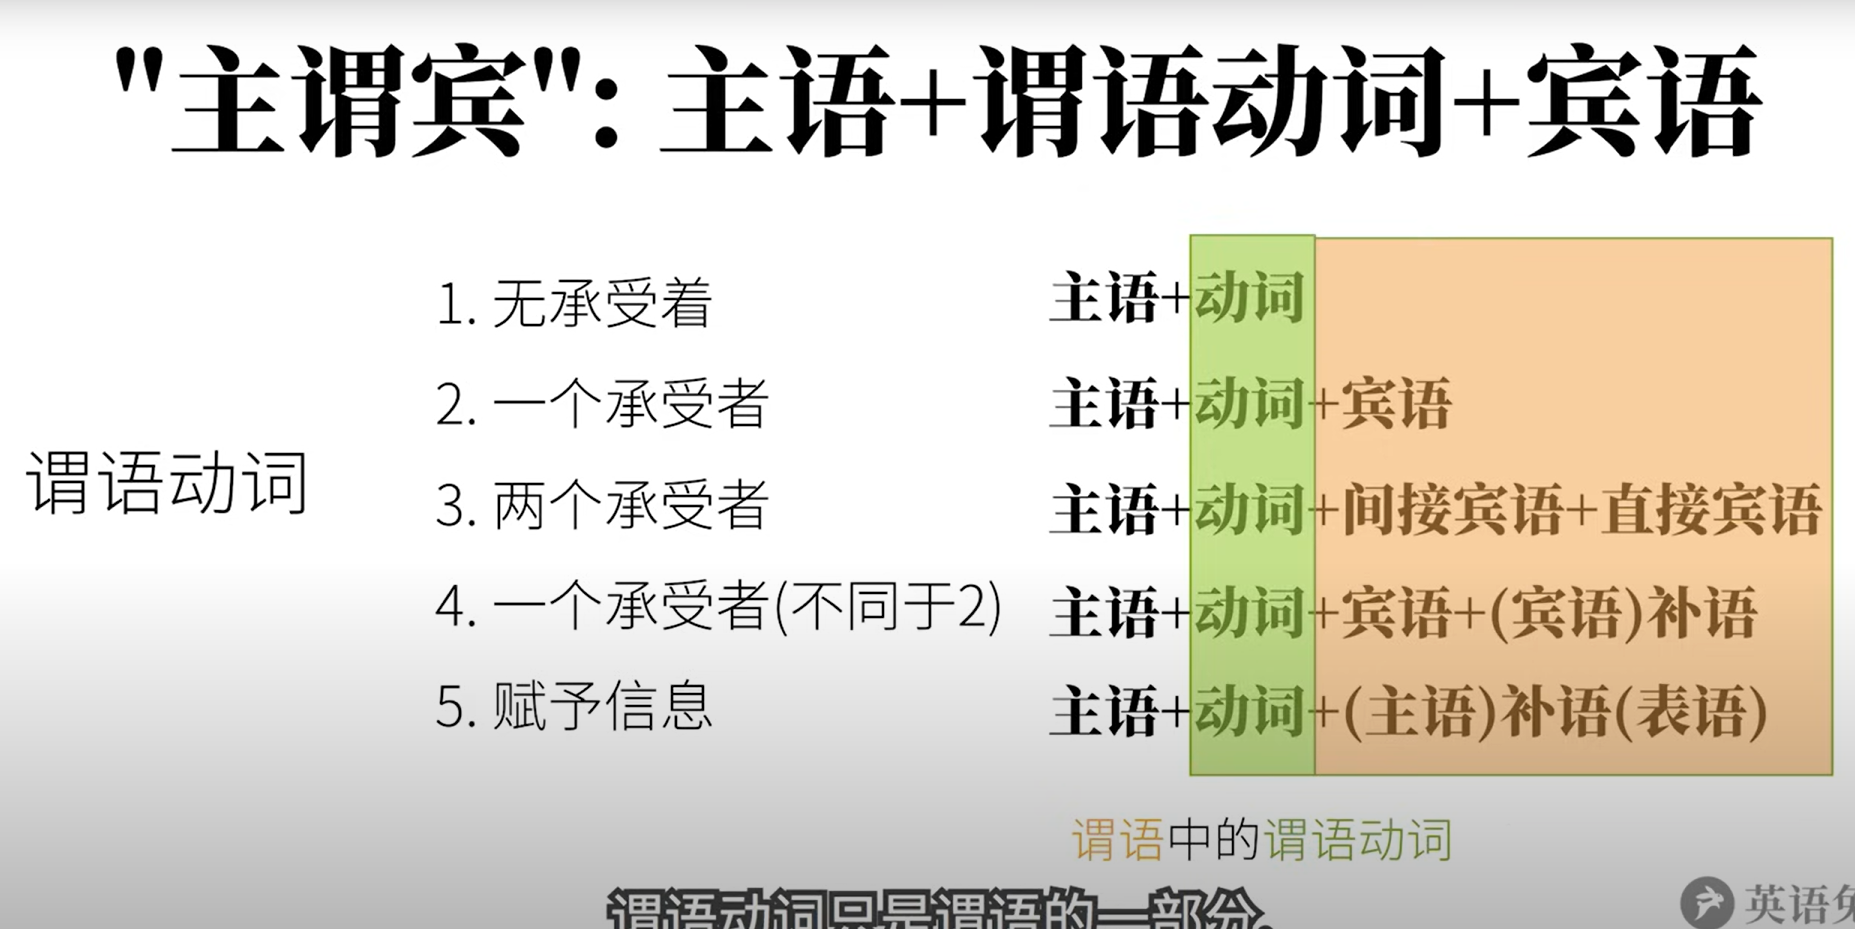 "主谓宾": 主语+谓语动词+宾语
谓语动词
1. 无承受着 主语+动词
2. 一个承受者 主语+动词+宾语
3. 两个承受者 主语+动词+间接宾语+直接宾语
4. 一个承受者(不同于2) 主语+动词+宾语+(宾语)补语
5. 赋予信息 主语+动词+(主语)补语(表语)
谓语中的谓语动词
谓语动词只是谓语的一部分。
英语兔